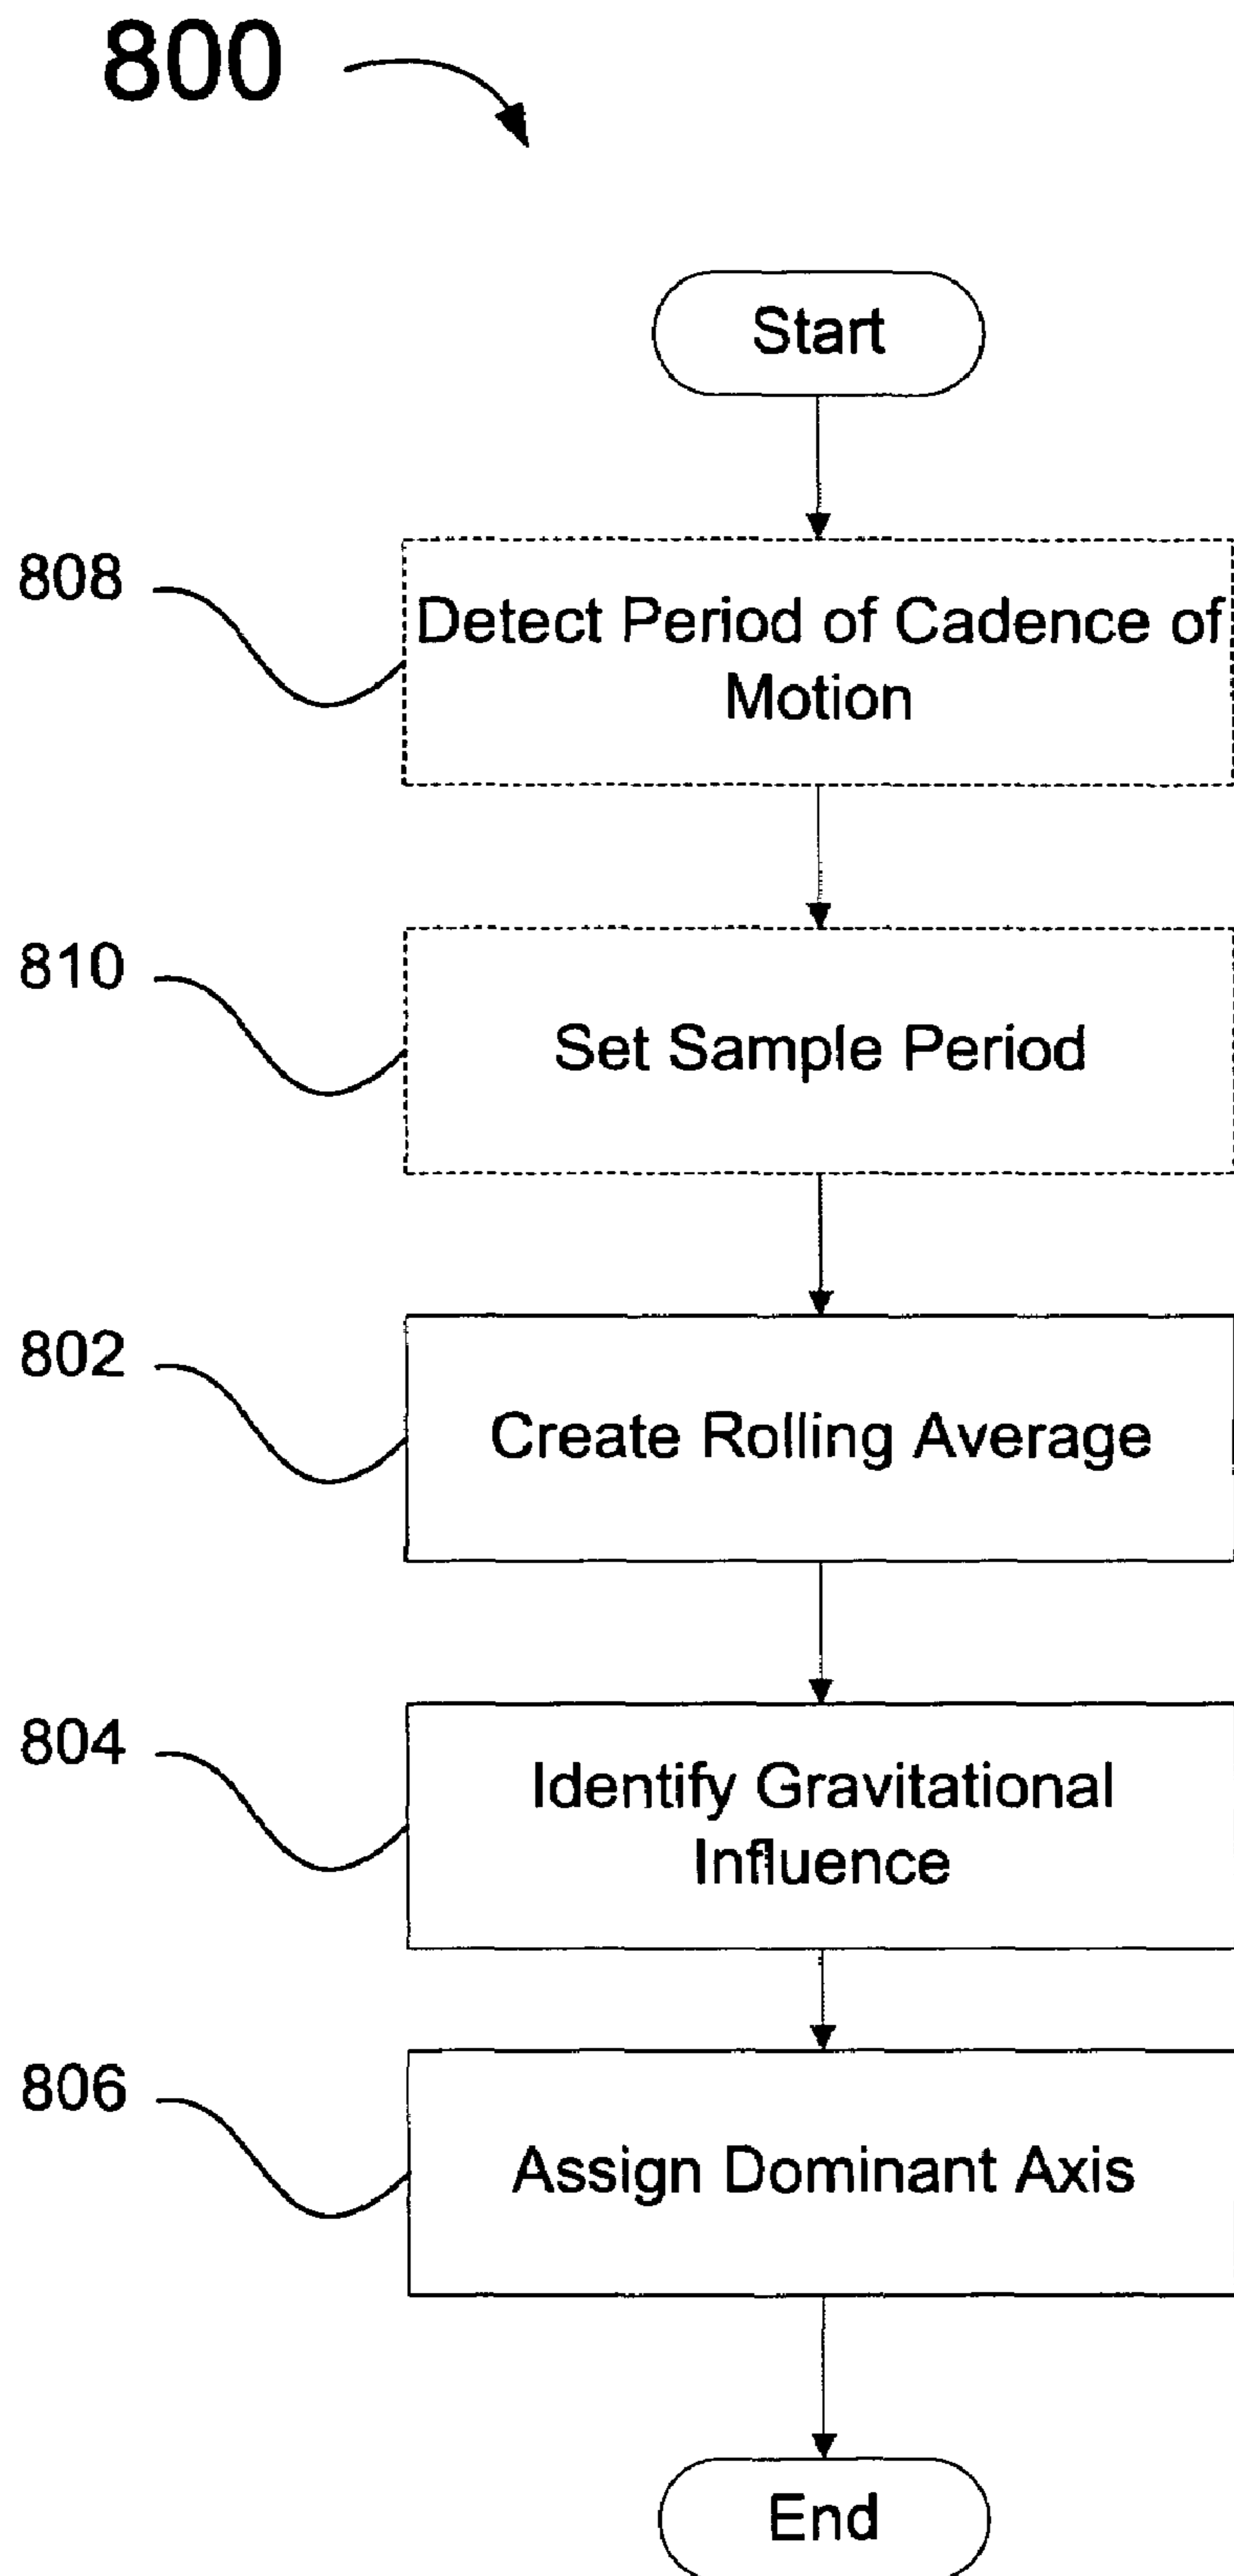 800
Start
808
Detect Period of Cadence of
Motion
810
Set Sample Period
802
Create Rolling Average
804
Identify Gravitational
Influence
806
Assign Dominant Axis
End